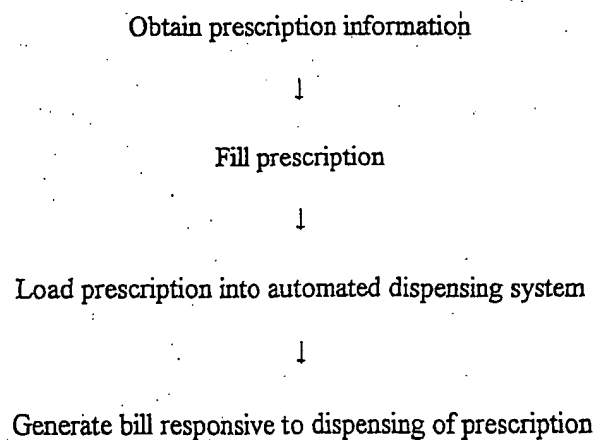 Obtain prescription information
↓
Fill prescription
↓
Load prescription into automated dispensing system
↓
Generate bill responsive to dispensing of prescription